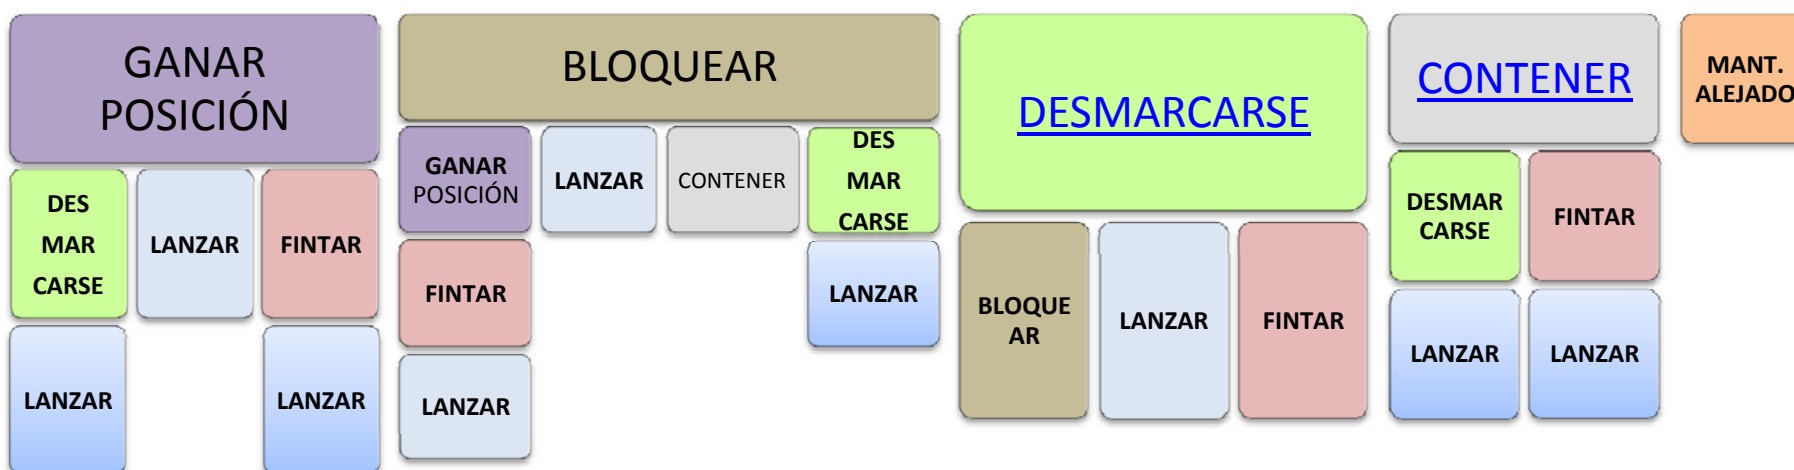 GANAR
POSICIÓN
DES
MAR
CARSE
LANZAR
FINTAR
LANZAR
LANZAR
BLOQUEAR
GANAR
POSICIÓN
LANZAR
CONTENER
DES
MAR
CARSE
FINTAR
LANZAR
LANZAR
DESMARCARSE
BLOQUE
AR
LANZAR
FINTAR
CONTENER
DESMAR
CARSE
FINTAR
LANZAR
LANZAR
MANT.
ALEJADO